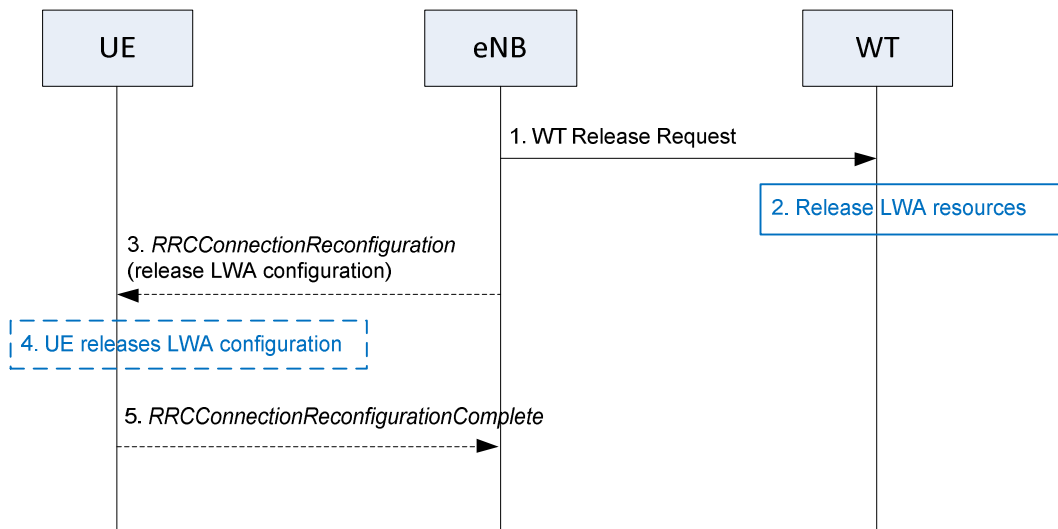 UE
eNB
WT
1. WT Release Request
2. Release LWA resources
3. RRCConnectionReconfiguration
(release LWA configuration)
4. UE releases LWA configuration
5. RRCConnectionReconfigurationComplete